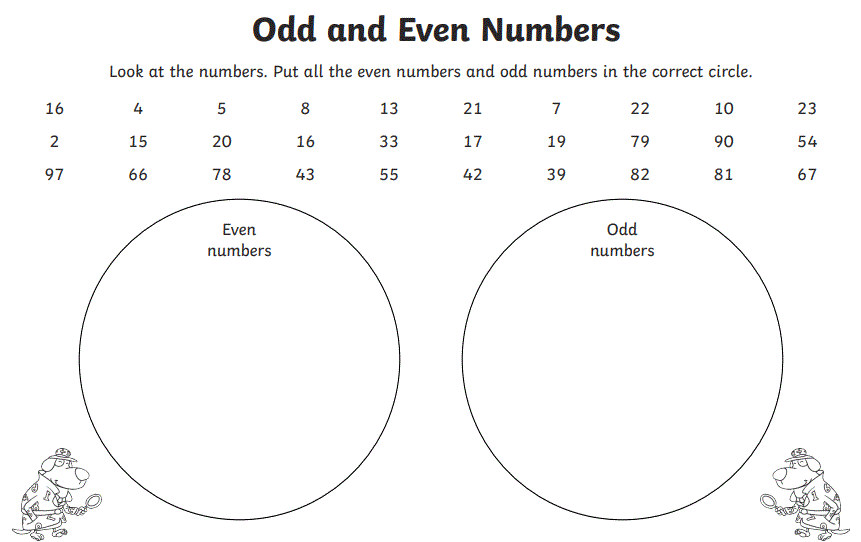 Odd and Even Numbers
Look at the numbers. Put all the even numbers and odd numbers in the correct circle.
16 4 5 8 13 21 7 22 10 23
2 15 20 16 33 17 19 79 90 54
97 66 78 43 55 42 39 82 81 67
Even
numbers
Odd
numbers